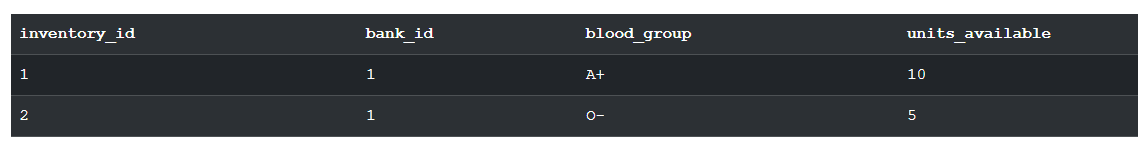 inventory_id bank_id blood_group units_available
1 1 A+ 10
2 1 O- 5